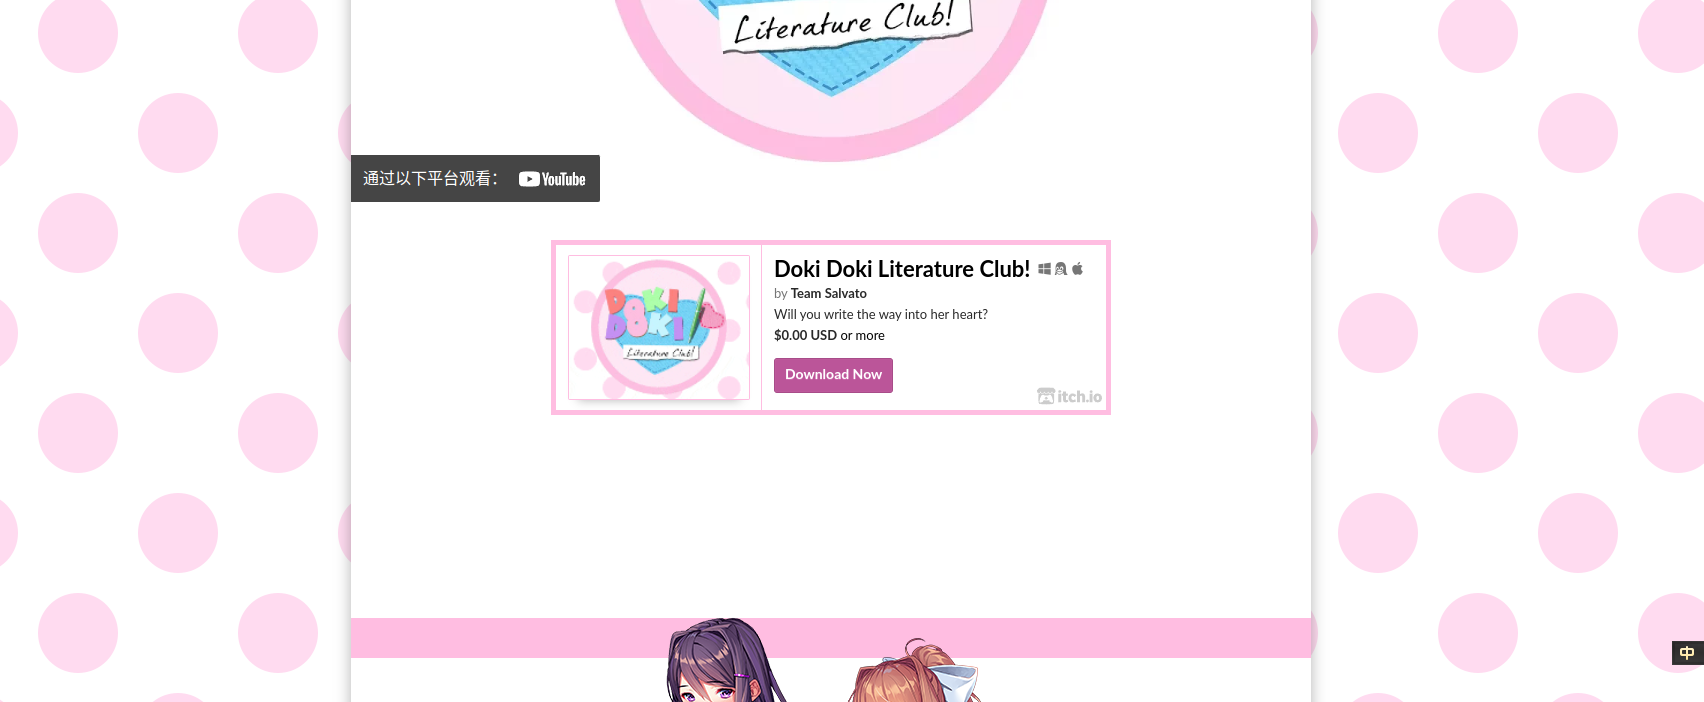 Literature Club!
通过以下平台观看： YouTube
DOKI
DOKI
Literature Club!
Doki Doki Literature Club!
by Team Salvato
Will you write the way into her heart?
$0.00 USD or more
Download Now
itch.io
中